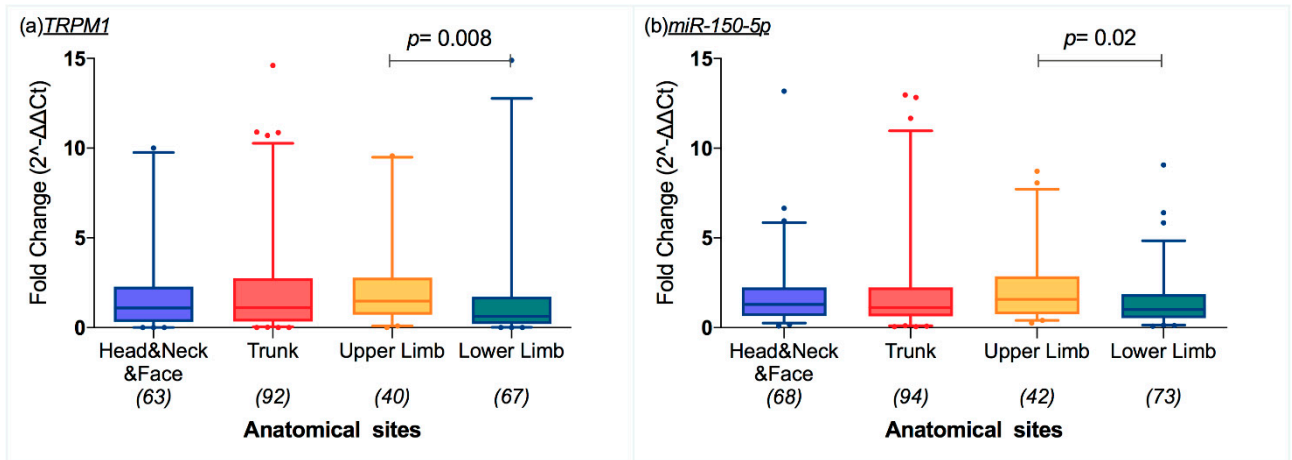 (a)TRPM1
p= 0.008
15
10
5
0
Fold Change (2^-ΔΔCt)
Head&Neck
&Face
Trunk
Upper Limb
Lower Limb
(63)
(92)
(40)
(67)
Anatomical sites
(b)miR-150-5p
p= 0.02
15
10
5
0
Fold Change (2^-ΔΔCt)
Head&Neck
&Face
Trunk
Upper Limb
Lower Limb
(68)
(94)
(42)
(73)
Anatomical sites